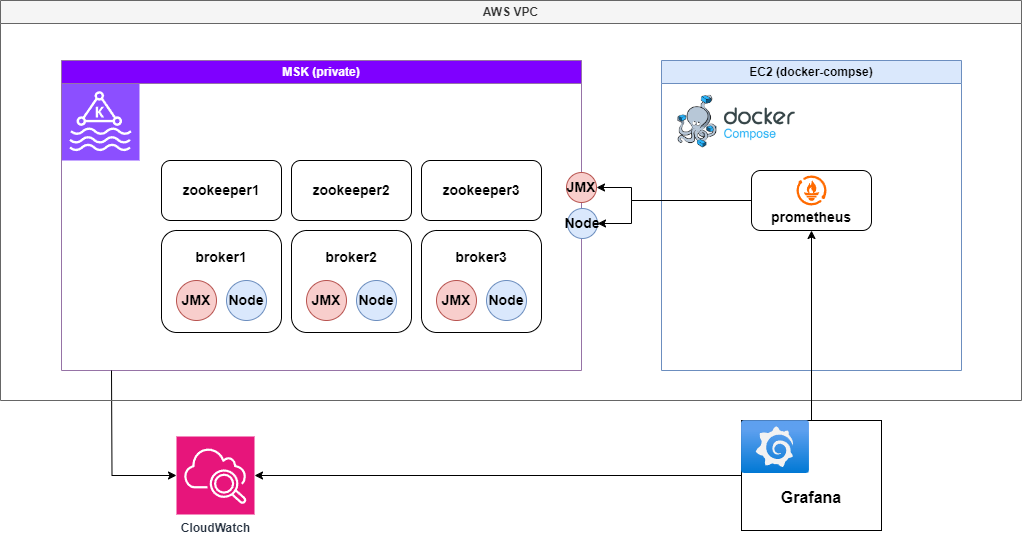 AWS VPC
MSK (private)
EC2 (docker-compse)
K
docker
Compose
zookeeper1
zookeeper2
zookeeper3
JMX
Node
prometheus
broker1
broker2
broker3
JMX
Node
JMX
Node
JMX
Node
CloudWatch
Grafana